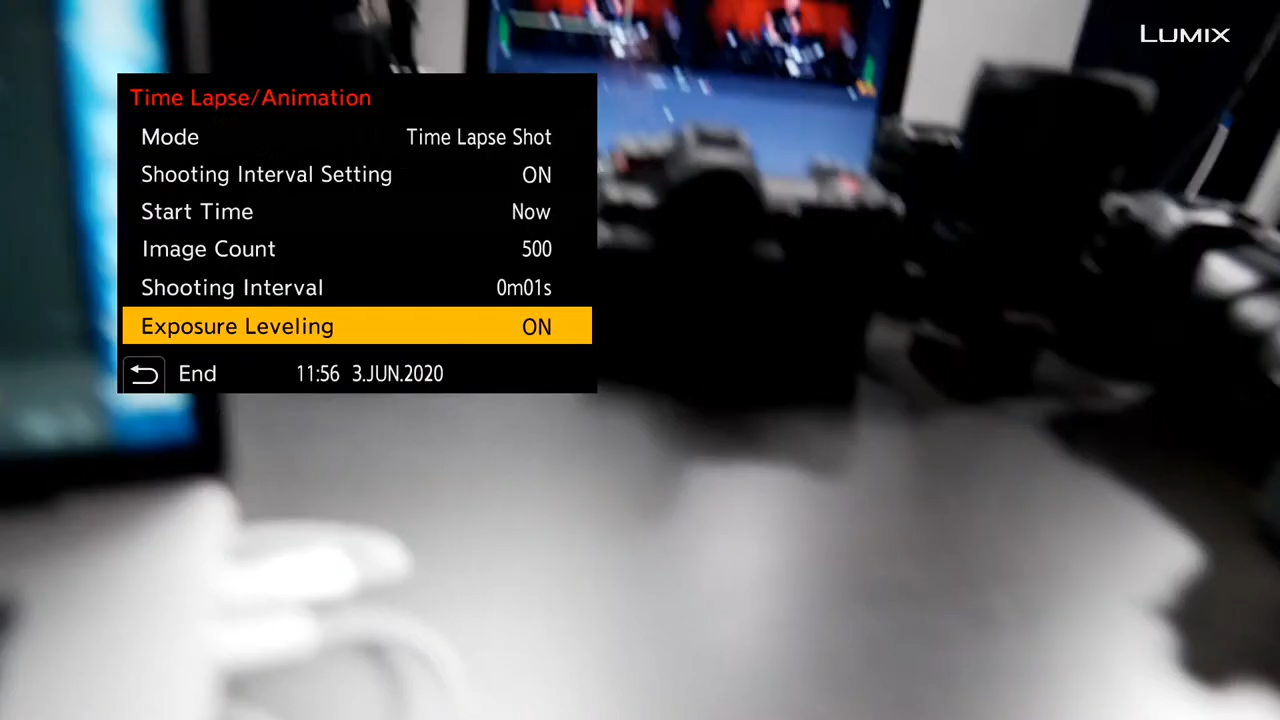 LUMIX
Time Lapse/Animation
Mode Time Lapse Shot
Shooting Interval Setting ON
Start Time Now
Image Count 500
Shooting Interval 0m01s
Exposure Leveling ON
End 11:56 3.JUN.2020